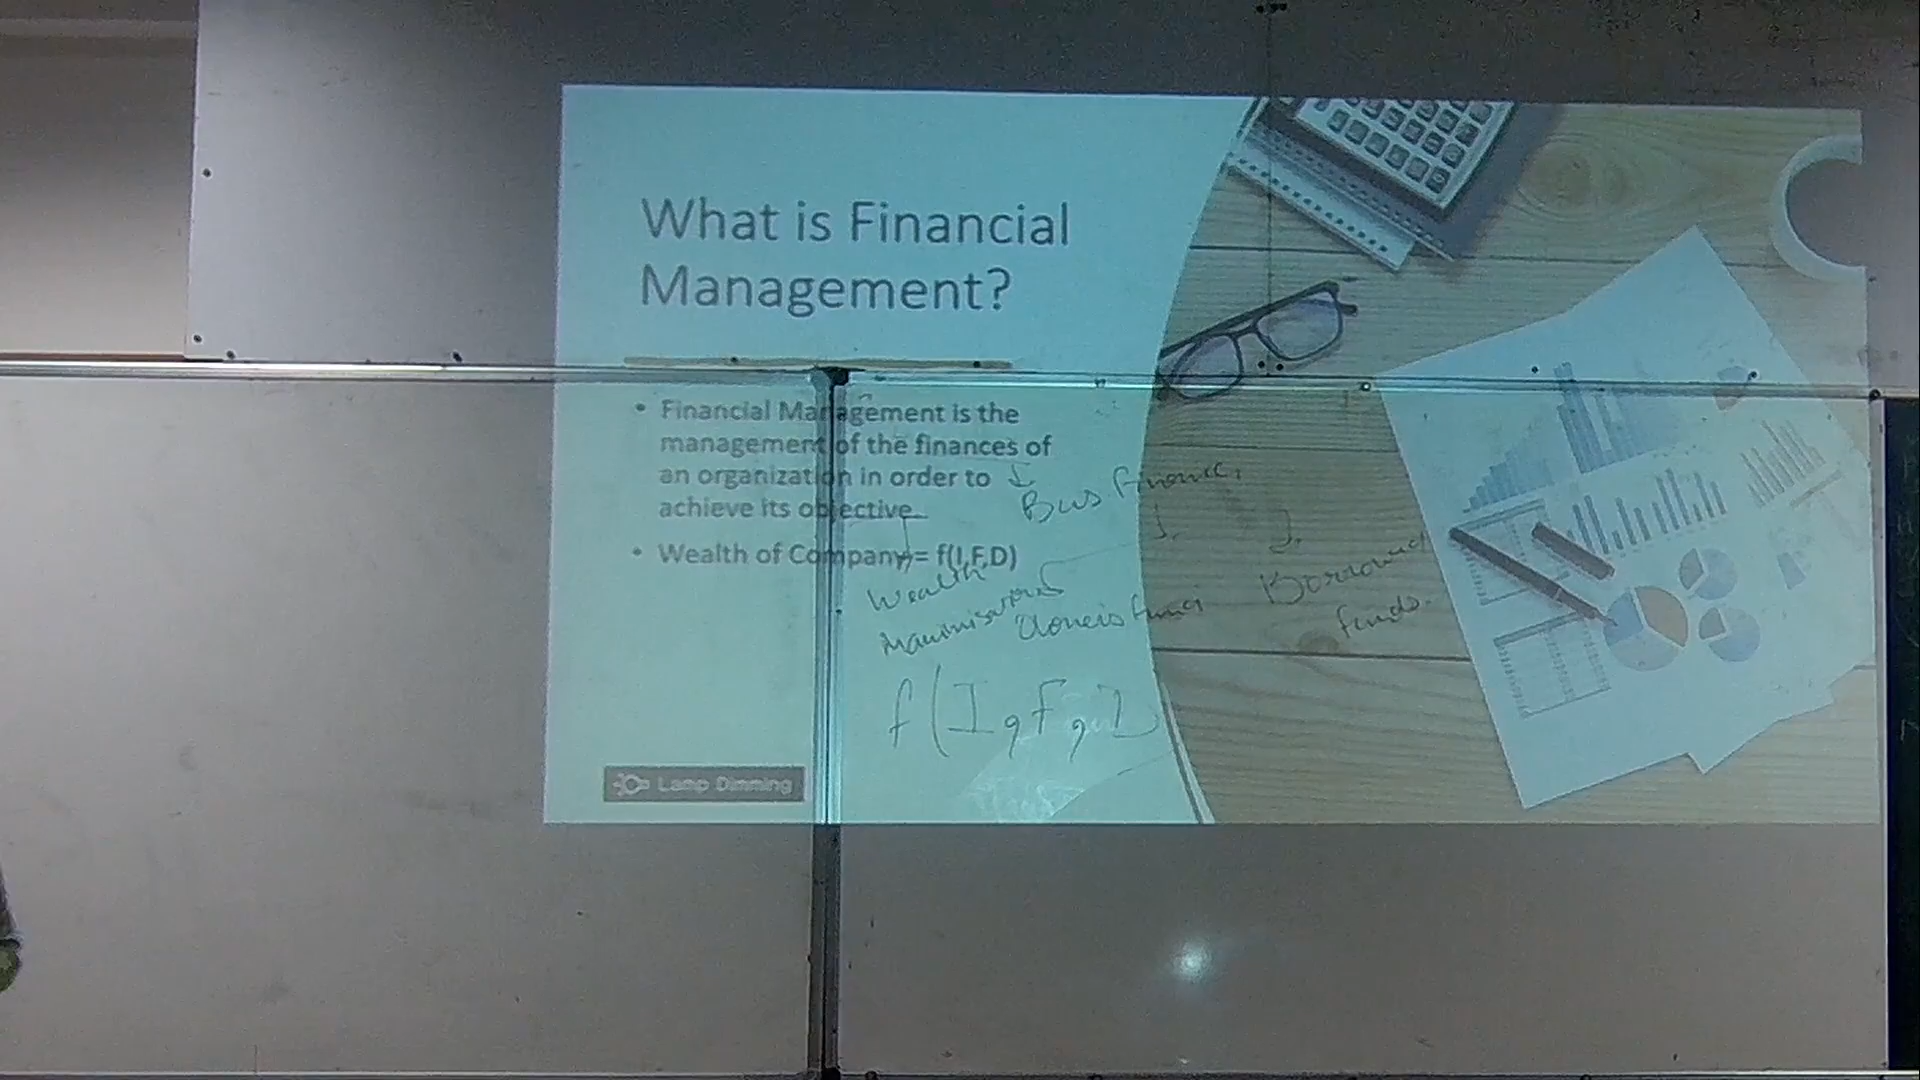 What is Financial
Management?
• Financial Management is the
management of the finances of
an organization in order to
achieve its objective.
• Wealth of Company = f(I,F,D)
Bus Finance,
Wealth
Maximisation
funds
Borrowed
funds.
f(I, F,
Lamp Dimming